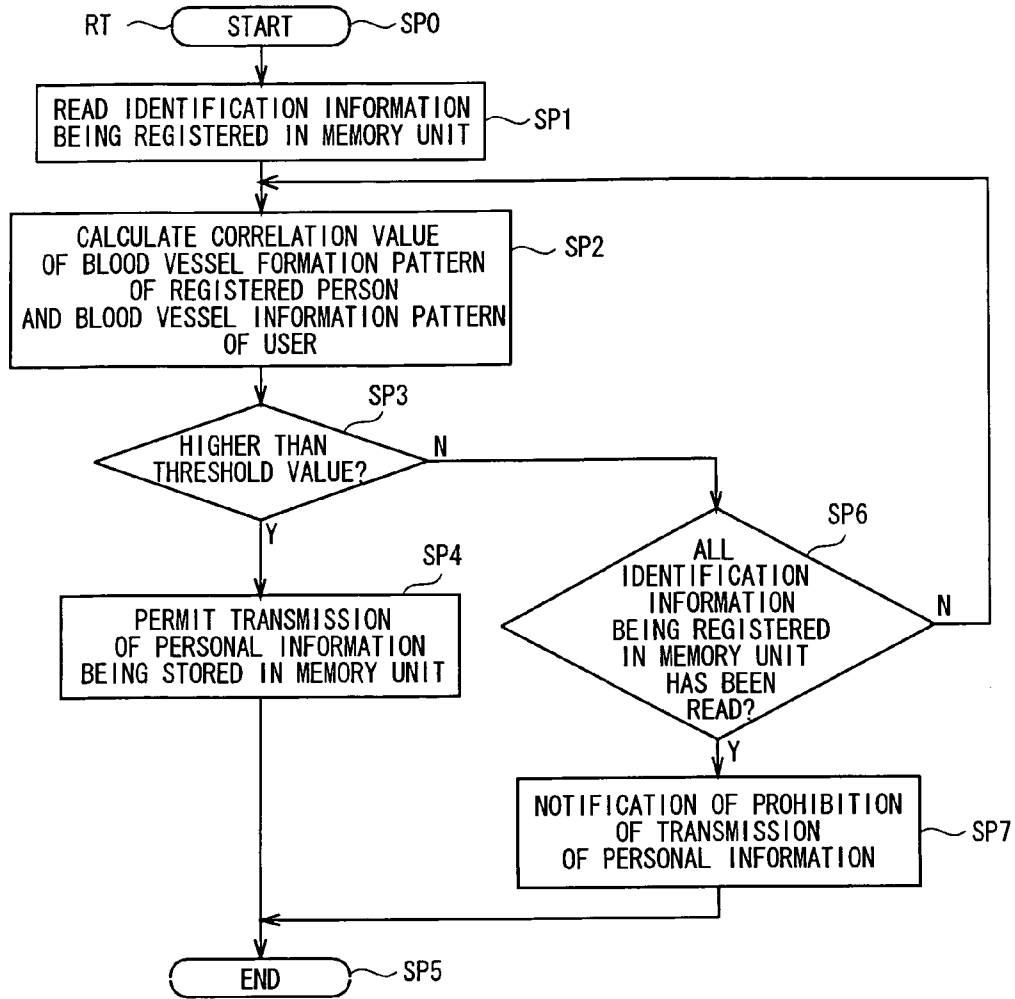 RT
START
SP0
READ IDENTIFICATION INFORMATION
BEING REGISTERED IN MEMORY UNIT
SP1
CALCULATE CORRELATION VALUE
OF BLOOD VESSEL FORMATION PATTERN
OF REGISTERED PERSON
AND BLOOD VESSEL INFORMATION PATTERN
OF USER
SP2
SP3
HIGHER THAN
THRESHOLD VALUE?
N
Y
SP4
PERMIT TRANSMISSION
OF PERSONAL INFORMATION
BEING STORED IN MEMORY UNIT
SP6
ALL
IDENTIFICATION
INFORMATION
BEING REGISTERED
IN MEMORY UNIT
HAS BEEN
READ?
N
Y
NOTIFICATION OF PROHIBITION
OF TRANSMISSION
OF PERSONAL INFORMATION
SP7
END
SP5